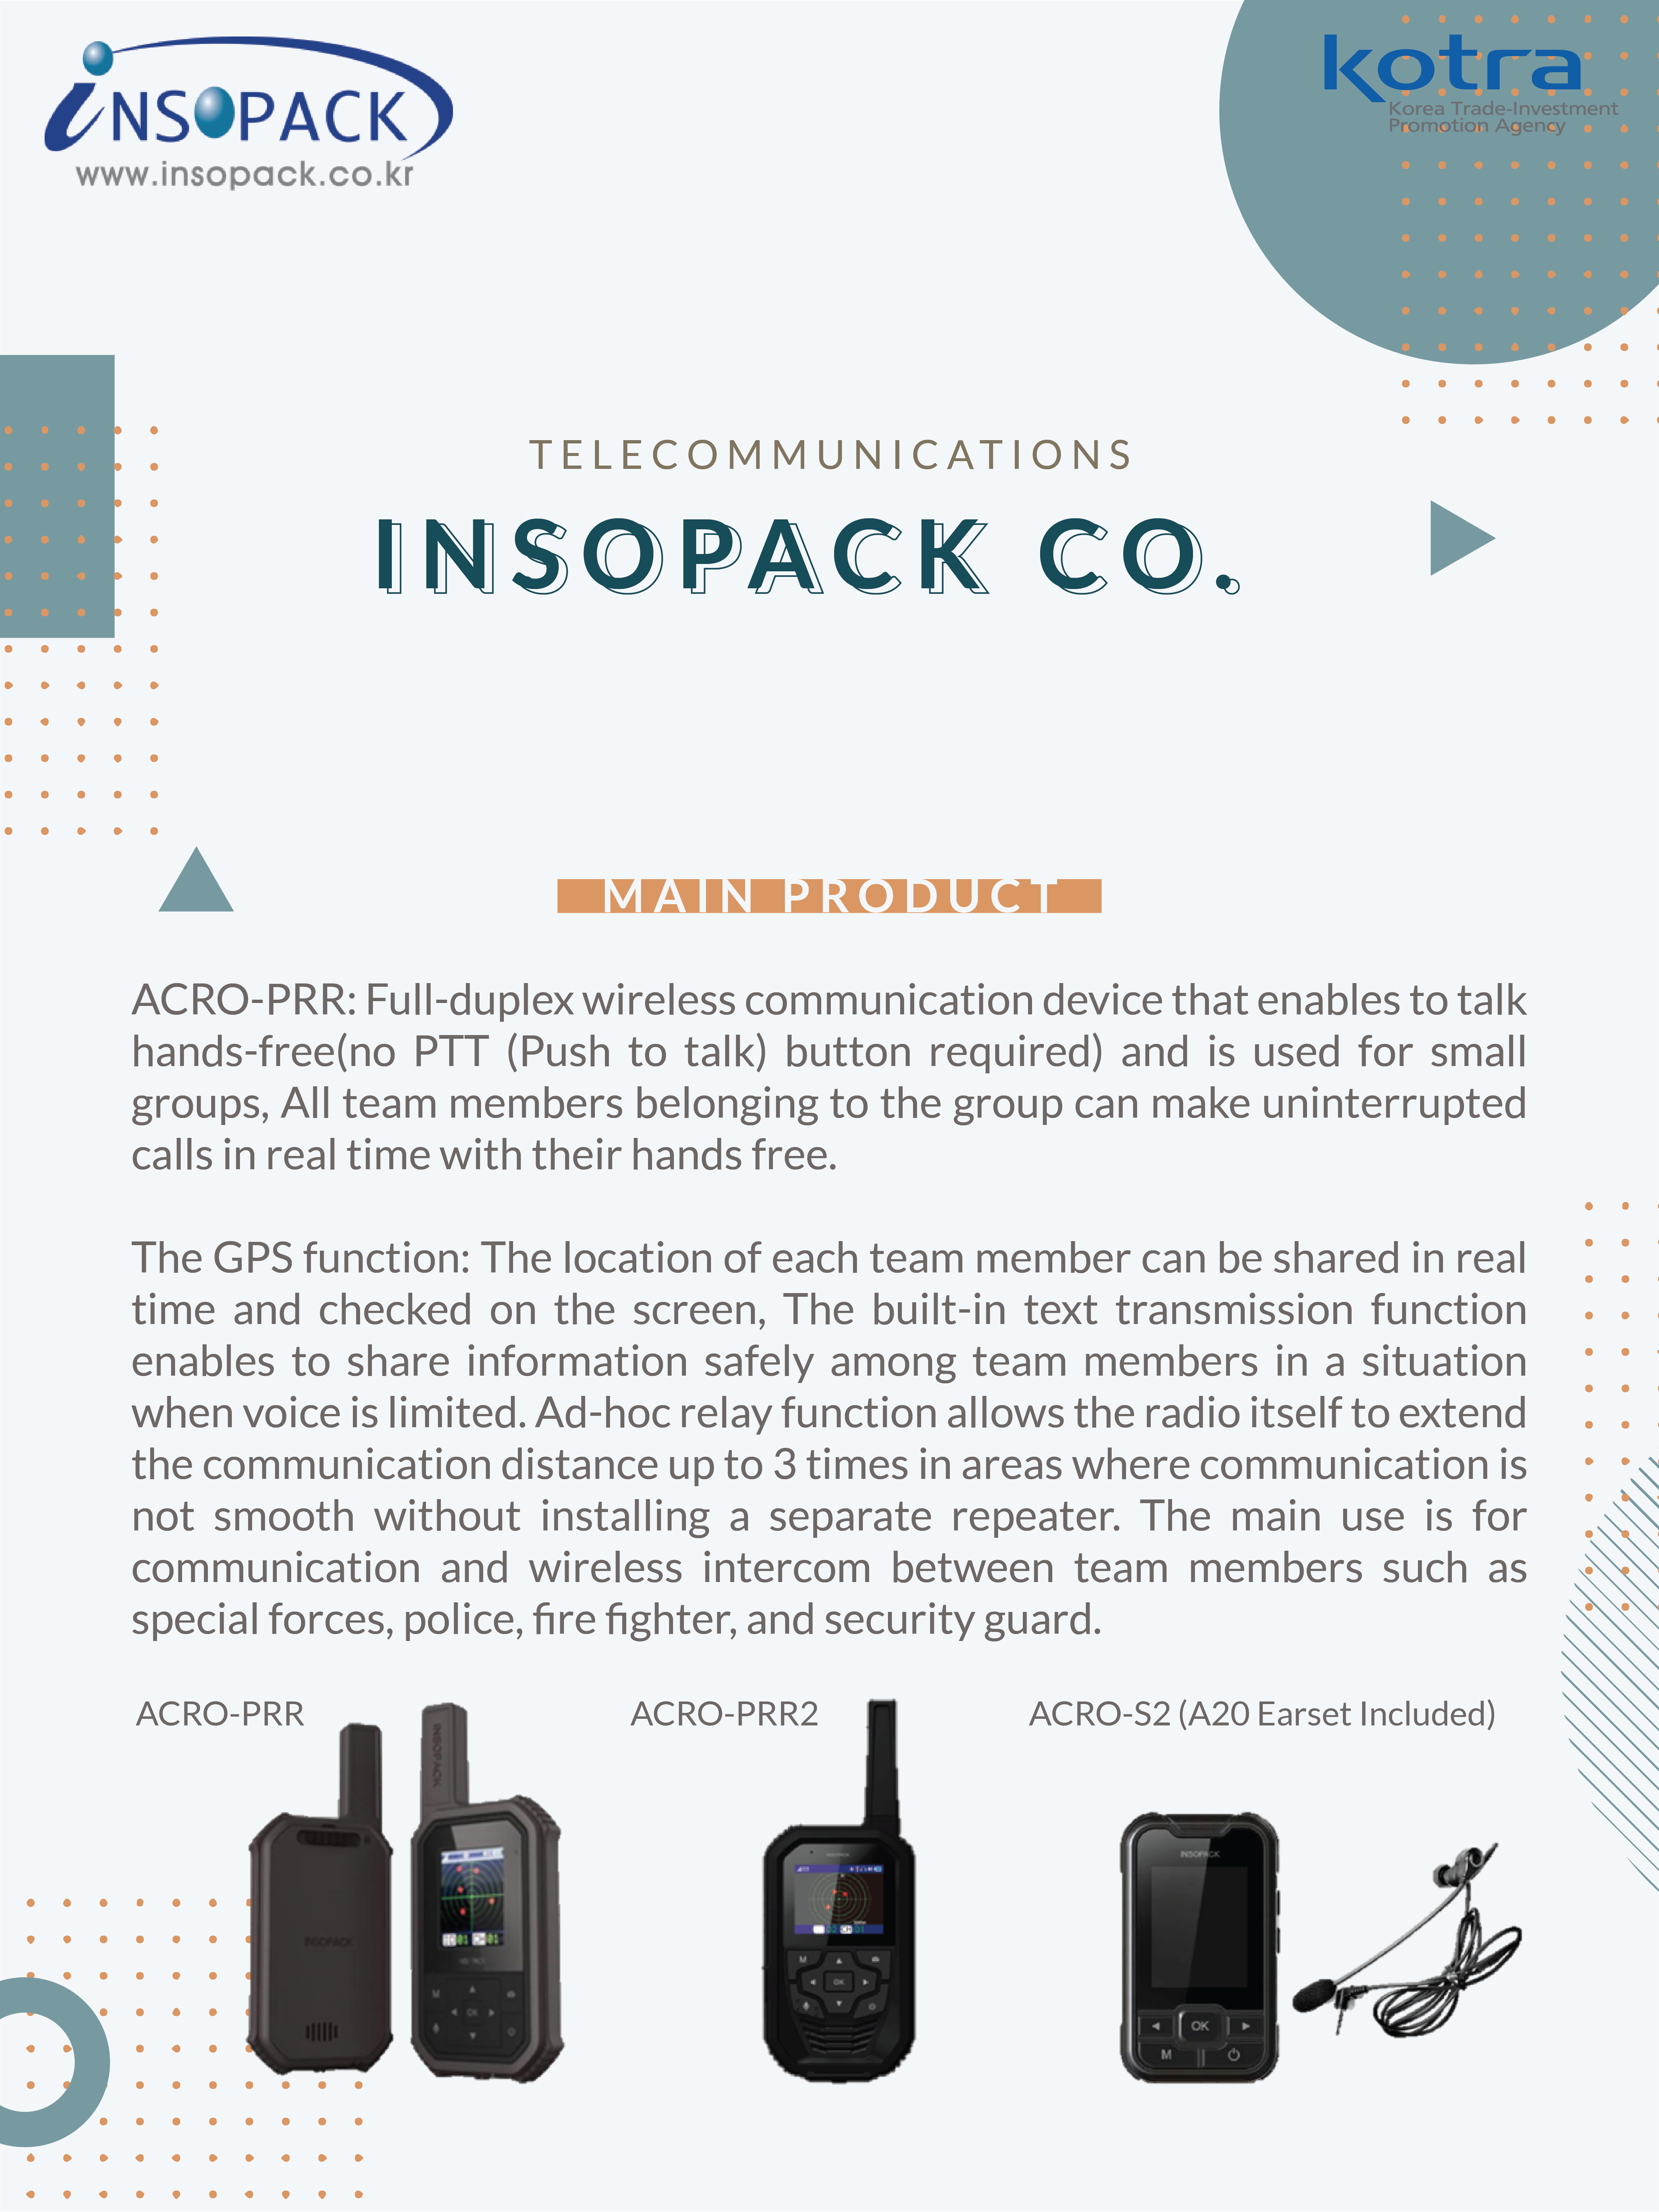 iNSOPACK
www.insopack.co.kr
kotra
Korea Trade-Investment
Promotion Agency
TELECOMMUNICATIONS
INSOPACK CO.
MAIN PRODUCT
ACRO-PRR: Full-duplex wireless communication device that enables to talk
hands-free(no PTT (Push to talk) button required) and is used for small
groups, All team members belonging to the group can make uninterrupted
calls in real time with their hands free.
The GPS function: The location of each team member can be shared in real
time and checked on the screen, The built-in text transmission function
enables to share information safely among team members in a situation
when voice is limited. Ad-hoc relay function allows the radio itself to extend
the communication distance up to 3 times in areas where communication is
not smooth without installing a separate repeater. The main use is for
communication and wireless intercom between team members such as
special forces, police, fire fighter, and security guard.
ACRO-PRR
ACRO-PRR2
ACRO-S2 (A20 Earset Included)
INSOPACK
INSOPACK
M
OK
M
OK
INSOPACK
OK
M